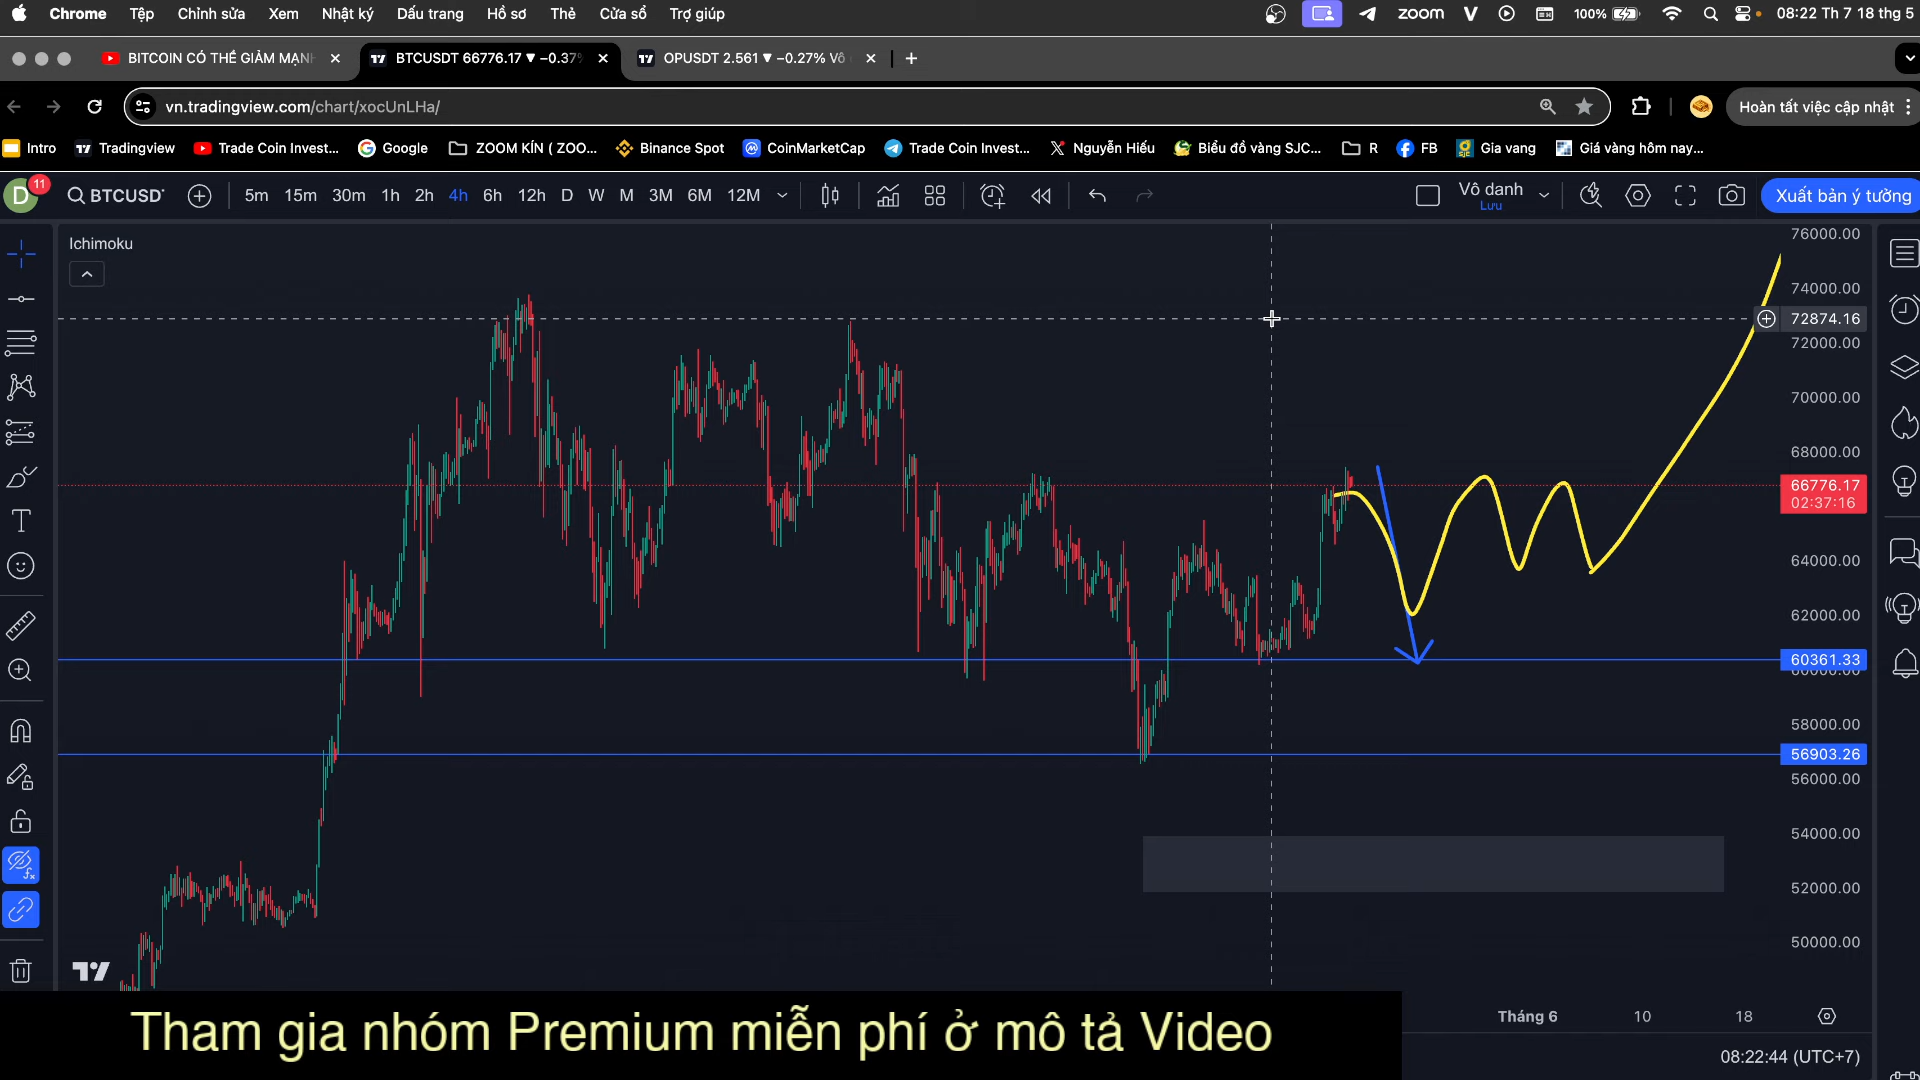 Chrome Tệp Chỉnh sửa Xem Nhật ký Dấu trang Hồ sơ Thẻ Cửa sổ Trợ giúp zoom V 100% 08:22 Th 7 18 thg 5
BITCOIN CÓ THỂ GIẢM MẠNH BTCUSDT 66776.17 ▼ −0.37% OPUSDT 2.561 ▼ −0.27% Vô
vn.tradingview.com/chart/xocUnLHa/ Hoàn tất việc cập nhật
Intro Tradingview Trade Coin Invest... Google ZOOM KÍN ( ZOO... Binance Spot CoinMarketCap Trade Coin Invest... Nguyễn Hiếu Biểu đồ vàng SJC... R FB Gia vang Giá vàng hôm nay...
D 11 BTCUSDT 5m 15m 30m 1h 2h 4h 6h 12h D W M 3M 6M 12M Vô danh Lưu Xuất bản ý tưởng
Ichimoku
76000.00
74000.00
72874.16
72000.00
70000.00
68000.00
66776.17
02:37:16
64000.00
62000.00
60361.33
60000.00
58000.00
56903.26
56000.00
54000.00
52000.00
50000.00
Tháng 6 10 18
Tham gia nhóm Premium miễn phí ở mô tả Video
08:22:44 (UTC+7)